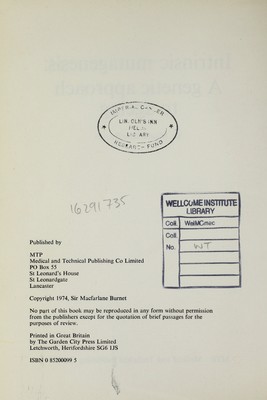 IMPERIAL CANCER
LINCOLN'S INN
FIELDS
LIBRARY
RESEARCH FUND
16291735
WELLCOME INSTITUTE
LIBRARY
Coll. WelMOmec
Call
No. WT
Published by
MTP
Medical and Technical Publishing Co Limited
PO Box 55
St Leonard's House
St Leonardgate
Lancaster
Copyright 1974, Sir Macfarlane Burnet
No part of this book may be reproduced in any form without permission
from the publishers except for the quotation of brief passages for the
purposes of review.
Printed in Great Britain
by The Garden City Press Limited
Letchworth, Hertfordshire SG6 1JS
ISBN 0 85200099 5